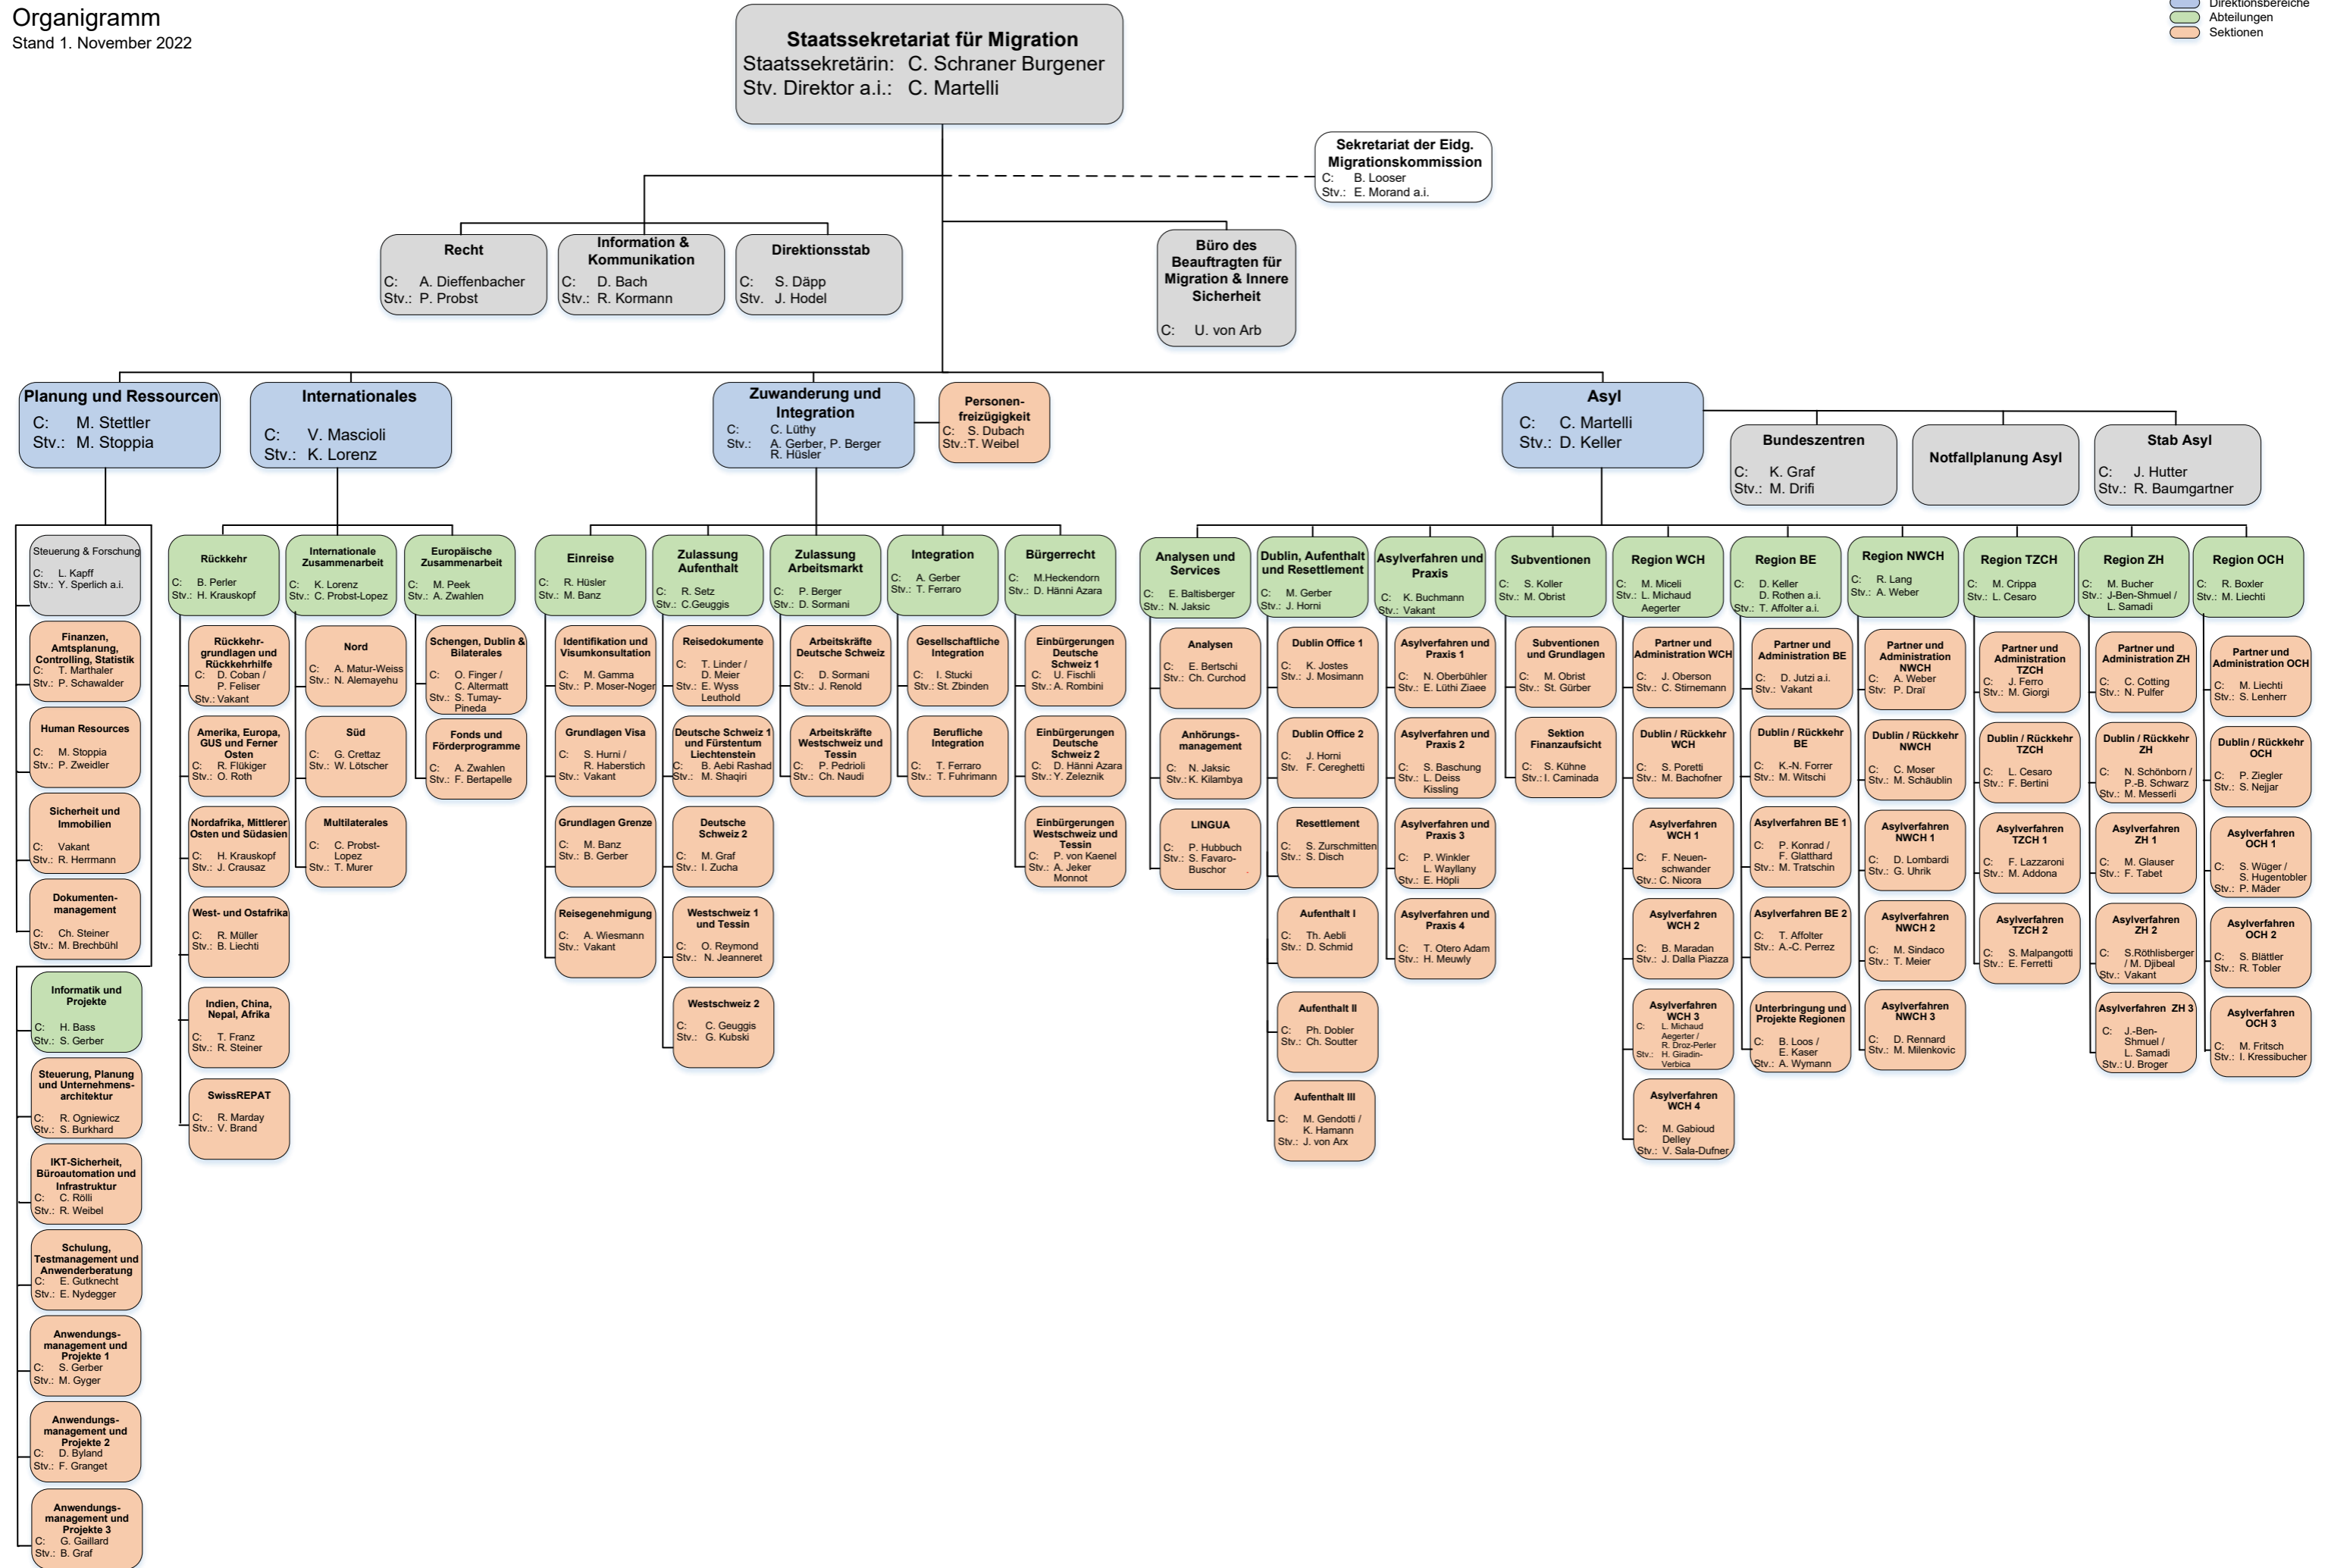 Organigramm
Stand 1. November 2022
Direktionsbereiche
Abteilungen
Sektionen
Staatssekretariat für Migration
Staatssekretärin: C. Schraner Burgener
Stv. Direktor a.i.: C. Martelli
Sekretariat der Eidg.
Migrationskommission
C: B. Looser
Stv.: E. Morand a.i.
Recht
C: A. Dieffenbacher
Stv.: P. Probst
Information &
Kommunikation
C: D. Bach
Stv.: R. Kormann
Direktionsstab
C: S. Däpp
Stv. J. Hodel
Büro des
Beauftragten für
Migration & Innere
Sicherheit
C: U. von Arb
Planung und Ressourcen
C: M. Stettler
Stv.: M. Stoppia
Internationales
C: V. Mascioli
Stv.: K. Lorenz
Zuwanderung und
Integration
C: C. Lüthy
Stv.: A. Gerber, P. Berger
R. Hüsler
Personen-
freizügigkeit
C: S. Dubach
Stv.: T. Weibel
Asyl
C: C. Martelli
Stv.: D. Keller
Bundeszentren
C: K. Graf
Stv.: M. Drifi
Notfallplanung Asyl
Stab Asyl
C: J. Hutter
Stv.: R. Baumgartner
Steuerung & Forschung
C: L. Kapff
Stv.: Y. Sperlich a.i.
Finanzen,
Amtsplanung,
Controlling, Statistik
C: T. Marthaler
Stv.: P. Schawalder
Human Resources
C: M. Stoppia
Stv.: P. Zweidler
Sicherheit und
Immobilien
C: Vakant
Stv.: R. Herrmann
Dokumenten-
management
C: Ch. Steiner
Stv.: M. Brechbühl
Informatik und
Projekte
C: H. Bass
Stv.: S. Gerber
Steuerung, Planung
und Unternehmens-
architektur
C: R. Ogniewicz
Stv.: S. Burkhard
IKT-Sicherheit,
Büroautomation und
Infrastruktur
C: C. Rölli
Stv.: R. Weibel
Schulung,
Testmanagement und
Anwenderberatung
C: E. Gutknecht
Stv.: E. Nydegger
Anwendungs-
management und
Projekte 1
C: S. Gerber
Stv.: M. Gyger
Anwendungs-
management und
Projekte 2
C: D. Byland
Stv.: F. Granget
Anwendungs-
management und
Projekte 3
C: G. Gaillard
Stv.: B. Graf
Rückkehr
C: B. Perler
Stv.: H. Krauskopf
Rückkehr-
grundlagen und
Rückkehrhilfe
C: D. Coban /
P. Feliser
Stv.: Vakant
Amerika, Europa,
GUS und Ferner
Osten
C: R. Flükiger
Stv.: O. Roth
Nordafrika, Mittlerer
Osten und Südasien
C: H. Krauskopf
Stv.: J. Crausaz
West- und Ostafrika
C: R. Müller
Stv.: B. Liechti
Indien, China,
Nepal, Afrika
C: T. Franz
Stv.: R. Steiner
SwissREPAT
C: R. Marday
Stv.: V. Brand
Internationale
Zusammenarbeit
C: K. Lorenz
Stv.: C. Probst-Lopez
Nord
C: A. Matur-Weiss
Stv.: N. Alemayehu
Süd
C: G. Crettaz
Stv.: W. Lötscher
Multilaterales
C: C. Probst-
Lopez
Stv.: T. Murer
Europäische
Zusammenarbeit
C: M. Peek
Stv.: A. Zwahlen
Schengen, Dublin &
Bilaterales
C: O. Finger /
C. Altermatt
Stv.: S. Tumay-
Pineda
Fonds und
Förderprogramme
C: A. Zwahlen
Stv.: F. Bertapelle
Einreise
C: R. Hüsler
Stv.: M. Banz
Identifikation und
Visumkonsultation
C: M. Gamma
Stv.: P. Moser-Noger
Grundlagen Visa
C: S. Hurni /
R. Haberstich
Stv.: Vakant
Grundlagen Grenze
C: M. Banz
Stv.: B. Gerber
Reisegenehmigung
C: A. Wiesmann
Stv.: Vakant
Zulassung
Aufenthalt
C: R. Setz
Stv.: C.Geuggis
Reisedokumente
C: T. Linder /
D. Meier
Stv.: E. Wyss
Leuthold
Deutsche Schweiz 1
und Fürstentum
Liechtenstein
C: B. Aebi Rashad
Stv.: M. Shaqiri
Deutsche
Schweiz 2
C: M. Graf
Stv.: I. Zucha
Westschweiz 1
und Tessin
C: O. Reymond
Stv.: N. Jeanneret
Westschweiz 2
C: C. Geuggis
Stv.: G. Kubski
Zulassung
Arbeitsmarkt
C: P. Berger
Stv.: D. Sormani
Arbeitskräfte
Deutsche Schweiz
C: D. Sormani
Stv.: J. Renold
Arbeitskräfte
Westschweiz und
Tessin
C: P. Pedrioli
Stv.: Ch. Naudi
Integration
C: A. Gerber
Stv.: T. Ferraro
Gesellschaftliche
Integration
C: I. Stucki
Stv.: St. Zbinden
Berufliche
Integration
C: T. Ferraro
Stv.: T. Fuhrimann
Bürgerrecht
C: M.Heckendorn
Stv.: D. Hänni Azara
Einbürgerungen
Deutsche
Schweiz 1
C: U. Fischli
Stv.: A. Rombini
Einbürgerungen
Deutsche
Schweiz 2
C: D. Hänni Azara
Stv.: Y. Zeleznik
Einbürgerungen
Westschweiz und
Tessin
C: P. von Kaenel
Stv.: A. Jeker
Monnot
Analysen und
Services
C: E. Baltisberger
Stv.: N. Jaksic
Analysen
C: E. Bertschi
Stv.: Ch. Curchod
Anhörungs-
management
C: N. Jaksic
Stv.: K. Kilambya
LINGUA
C: P. Hubbuch
Stv.: S. Favaro-
Buschor
Dublin, Aufenthalt
und Resettlement
C: M. Gerber
Stv.: J. Horni
Dublin Office 1
C: K. Jostes
Stv.: J. Mosimann
Dublin Office 2
C: J. Horni
Stv. F. Cereghetti
Resettlement
C: S. Zurschmitten
Stv.: S. Disch
Aufenthalt I
C: Th. Aebli
Stv.: D. Schmid
Aufenthalt II
C: Ph. Dobler
Stv.: Ch. Soutter
Aufenthalt III
C: M. Gendotti /
K. Hamann
Stv.: J. von Arx
Asylverfahren und
Praxis
C: K. Buchmann
Stv.: Vakant
Asylverfahren und
Praxis 1
C: N. Oberbühler
Stv.: E. Lüthi Ziaee
Asylverfahren und
Praxis 2
C: S. Baschung
Stv.: L. Deiss
Kissling
Asylverfahren und
Praxis 3
C: P. Winkler
L. Wayllany
Stv.: E. Höpli
Asylverfahren und
Praxis 4
C: T. Otero Adam
Stv.: H. Meuwly
Subventionen
C: S. Koller
Stv.: M. Obrist
Subventionen
und Grundlagen
C: M. Obrist
Stv.: St. Gürber
Sektion
Finanzaufsicht
C: S. Kühne
Stv.: I. Caminada
Region WCH
C: M. Miceli
Stv.: L. Michaud
Aegerter
Partner und
Administration WCH
C: J. Oberson
Stv.: C. Stirnemann
Dublin / Rückkehr
WCH
C: S. Poretti
Stv.: M. Bachofner
Asylverfahren
WCH 1
C: F. Neuen-
schwander
Stv.: C. Nicora
Asylverfahren
WCH 2
C: B. Maradan
Stv.: J. Dalla Piazza
Asylverfahren
WCH 3
C: L. Michaud
Aegerter /
R. Droz-Perler
Stv.: H. Giradin-
Verbica
Asylverfahren
WCH 4
C: M. Gabioud
Delley
Stv.: V. Sala-Dufner
Region BE
C: D. Keller
D. Rothen a.i.
Stv.: T. Affolter a.i.
Partner und
Administration BE
C: D. Jutzi a.i.
Stv.: Vakant
Dublin / Rückkehr
BE
C: K.-N. Forrer
Stv.: M. Witschi
Asylverfahren BE 1
C: P. Konrad /
F. Glatthard
Stv.: M. Tratschin
Asylverfahren BE 2
C: T. Affolter
Stv.: A.-C. Perrez
Unterbringung und
Projekte Regionen
C: B. Loos /
E. Kaser
Stv.: A. Wymann
Region NWCH
C: R. Lang
Stv.: A. Weber
Partner und
Administration
NWCH
C: A. Weber
Stv.: P. Draï
Dublin / Rückkehr
NWCH
C: C. Moser
Stv.: M. Schäublin
Asylverfahren
NWCH 1
C: D. Lombardi
Stv.: G. Uhrik
Asylverfahren
NWCH 2
C: M. Sindaco
Stv.: T. Meier
Asylverfahren
NWCH 3
C: D. Rennard
Stv.: M. Milenkovic
Region TZCH
C: M. Crippa
Stv.: L. Cesaro
Partner und
Administration
TZCH
C: J. Ferro
Stv.: M. Giorgi
Dublin / Rückkehr
TZCH
C: L. Cesaro
Stv.: F. Bertini
Asylverfahren
TZCH 1
C: F. Lazzaroni
Stv.: M. Addona
Asylverfahren
TZCH 2
C: S. Malpangotti
Stv.: E. Ferretti
Region ZH
C: M. Bucher
Stv.: J-Ben-Shmuel /
L. Samadi
Partner und
Administration ZH
C: C. Cotting
Stv.: N. Pulfer
Dublin / Rückkehr
ZH
C: N. Schönborn /
P.-B. Schwarz
Stv.: M. Messerli
Asylverfahren
ZH 1
C: M. Glauser
Stv.: F. Tabet
Asylverfahren
ZH 2
C: S.Röthlisberger
/ M. Djibeal
Stv.: Vakant
Asylverfahren ZH 3
C: J.-Ben-
Shmuel /
L. Samadi
Stv.: U. Broger
Region OCH
C: R. Boxler
Stv.: M. Liechti
Partner und
Administration OCH
C: M. Liechti
Stv.: S. Lenherr
Dublin / Rückkehr
OCH
C: P. Ziegler
Stv.: S. Nejjar
Asylverfahren
OCH 1
C: S. Wüger /
S. Hugentobler
Stv.: P. Mäder
Asylverfahren
OCH 2
C: S. Blättler
Stv.: R. Tobler
Asylverfahren
OCH 3
C: M. Fritsch
Stv.: I. Kressibucher